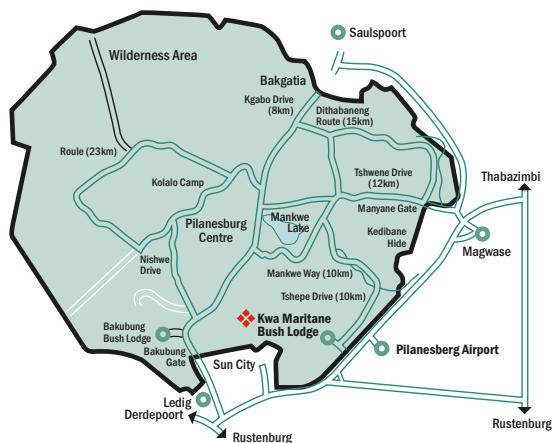 Saulspoort
Wilderness Area
Bakgatia
Kgabo Drive
(8km)
Dithabaneng
Route (15km)
Route (23km)
Kolalo Camp
Tshwene Drive
(12km)
Thabazimbi
Manyane Gate
Pilanesburg
Centre
Mankwe
Lake
Kedibane
Hide
Magwase
Nishwe
Drive
Mankwe Way (10km)
Tshepe Drive (10km)
Kwa Maritane
Bush Lodge
Bakubung
Bush Lodge
Bakubung
Gate
Pilanesberg Airport
Sun City
Ledig
Derdepoort
Rustenburg
Rustenburg